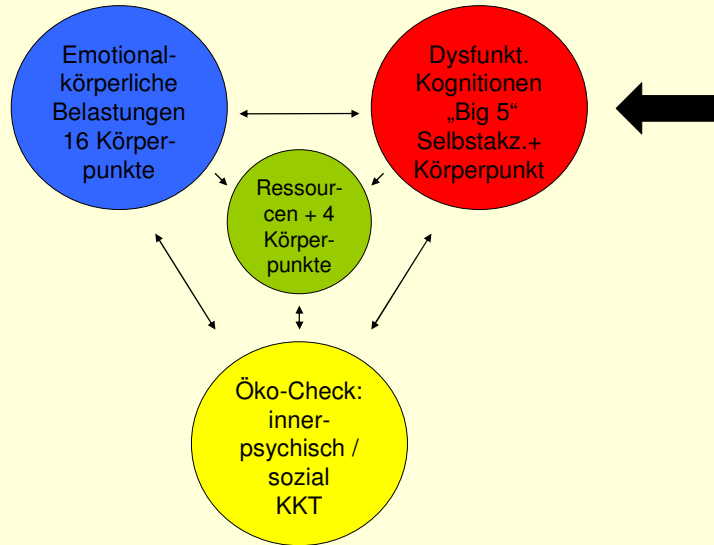 Emotional-
körperliche
Belastungen
16 Körper-
punkte
Dysfunkt.
Kognitionen
„Big 5“
Selbstakz.+
Körperpunkt
Ressour-
cen + 4
Körper-
punkte
Öko-Check:
inner-
psychisch /
sozial
KKT